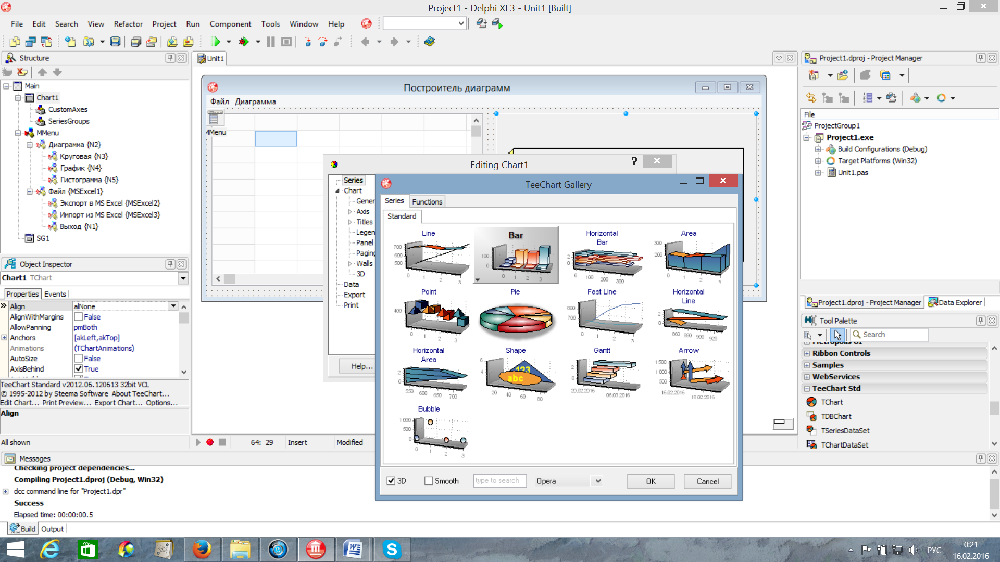 Project1 - Delphi XE3 - Unit1 [Built]
File Edit Search View Refactor Project Run Component Tools Window Help
Structure
Main
Chart1
CustomAxes
SeriesGroups
MMenu
Диаграмма {N2}
Круговая {N3}
График {N4}
Гистограмма {N5}
Файл {MSExcel1}
Экспорт в MS Excel {MSExcel2}
Импорт из MS Excel {MSExcel3}
Выход {N1}
SG1
Object Inspector
Chart1 TChart
Properties Events
Align alNone
AlignWithMargins False
AllowPanning pmBoth
Anchors [akLeft,akTop]
Animations (TChartAnimations)
AutoSize False
AxisBehind True
TeeChart Standard v2012.06.120613 32bit VCL
© 1995-2012 by Steema Software About TeeChart...
Edit Chart... Print Preview... Export Chart... Options...
Align
All shown
Unit1
Построитель диаграмм
Файл Диаграмма
MMenu
Editing Chart1
?
Series
Chart
Gener
Axis
Titles
Legen
Panel
Paging
Walls
3D
Data
Export
Print
Help...
TeeChart Gallery
Series Functions
Standard
Line
700
600
500
0 1 2 3
Bar
100
0
0 1 2 3
Horizontal
Bar
2
0
0 100 200 300
Area
300
200
0 1 2 3
Point
400
0 1 2 3
Pie
Fast Line
800
700
0 1 2 3
Horizontal
Line
2
0
860 880 900 920
Horizontal
Area
2
0
550 600 650 700
Shape
6
4
123
abc
20 40 60 80
Gantt
2
0
20.02.2016 06.03.2016
Arrow
1 500
1 000
500
16.02.2016 18.02.2016
Bubble
1 000
500
0
0 1 2 3
3D Smooth type to search Opera OK Cancel
64: 29 Insert Modified
Project1.dproj - Project Manager
File
ProjectGroup1
Project1.exe
Build Configurations (Debug)
Target Platforms (Win32)
Unit1.pas
Project1.dproj - Project Manager Data Explorer
Tool Palette
Search
Ribbon Controls
Samples
WebServices
TeeChart Std
TChart
TDBChart
TSeriesDataSet
TChartDataSet
Messages
Checking project dependencies...
Compiling Project1.dproj (Debug, Win32)
dcc command line for "Project1.dpr"
Success
Elapsed time: 00:00:00.5
Build Output
РУС
0:21
16.02.2016